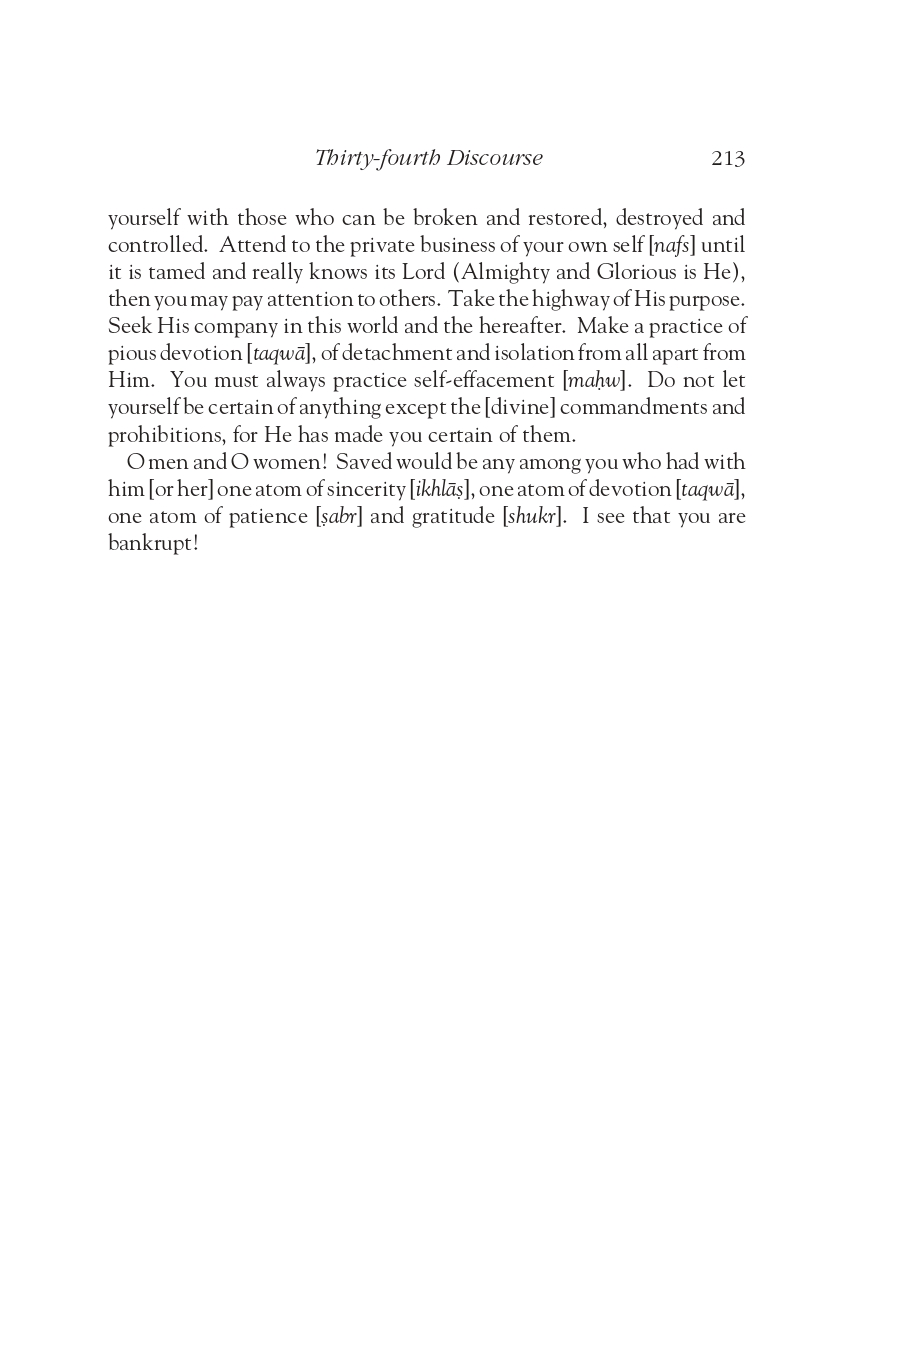 Thirty-fourth Discourse 213
yourself with those who can be broken and restored, destroyed and
controlled. Attend to the private business of your own self [nafs] until
it is tamed and really knows its Lord (Almighty and Glorious is He),
then you may pay attention to others. Take the highway of His purpose.
Seek His company in this world and the hereafter. Make a practice of
pious devotion [taqwā], of detachment and isolation from all apart from
Him. You must always practice self-effacement [maḥw]. Do not let
yourself be certain of anything except the [divine] commandments and
prohibitions, for He has made you certain of them.
O men and O women! Saved would be any among you who had with
him [or her] one atom of sincerity [ikhlāṣ], one atom of devotion [taqwā],
one atom of patience [ṣabr] and gratitude [shukr]. I see that you are
bankrupt!